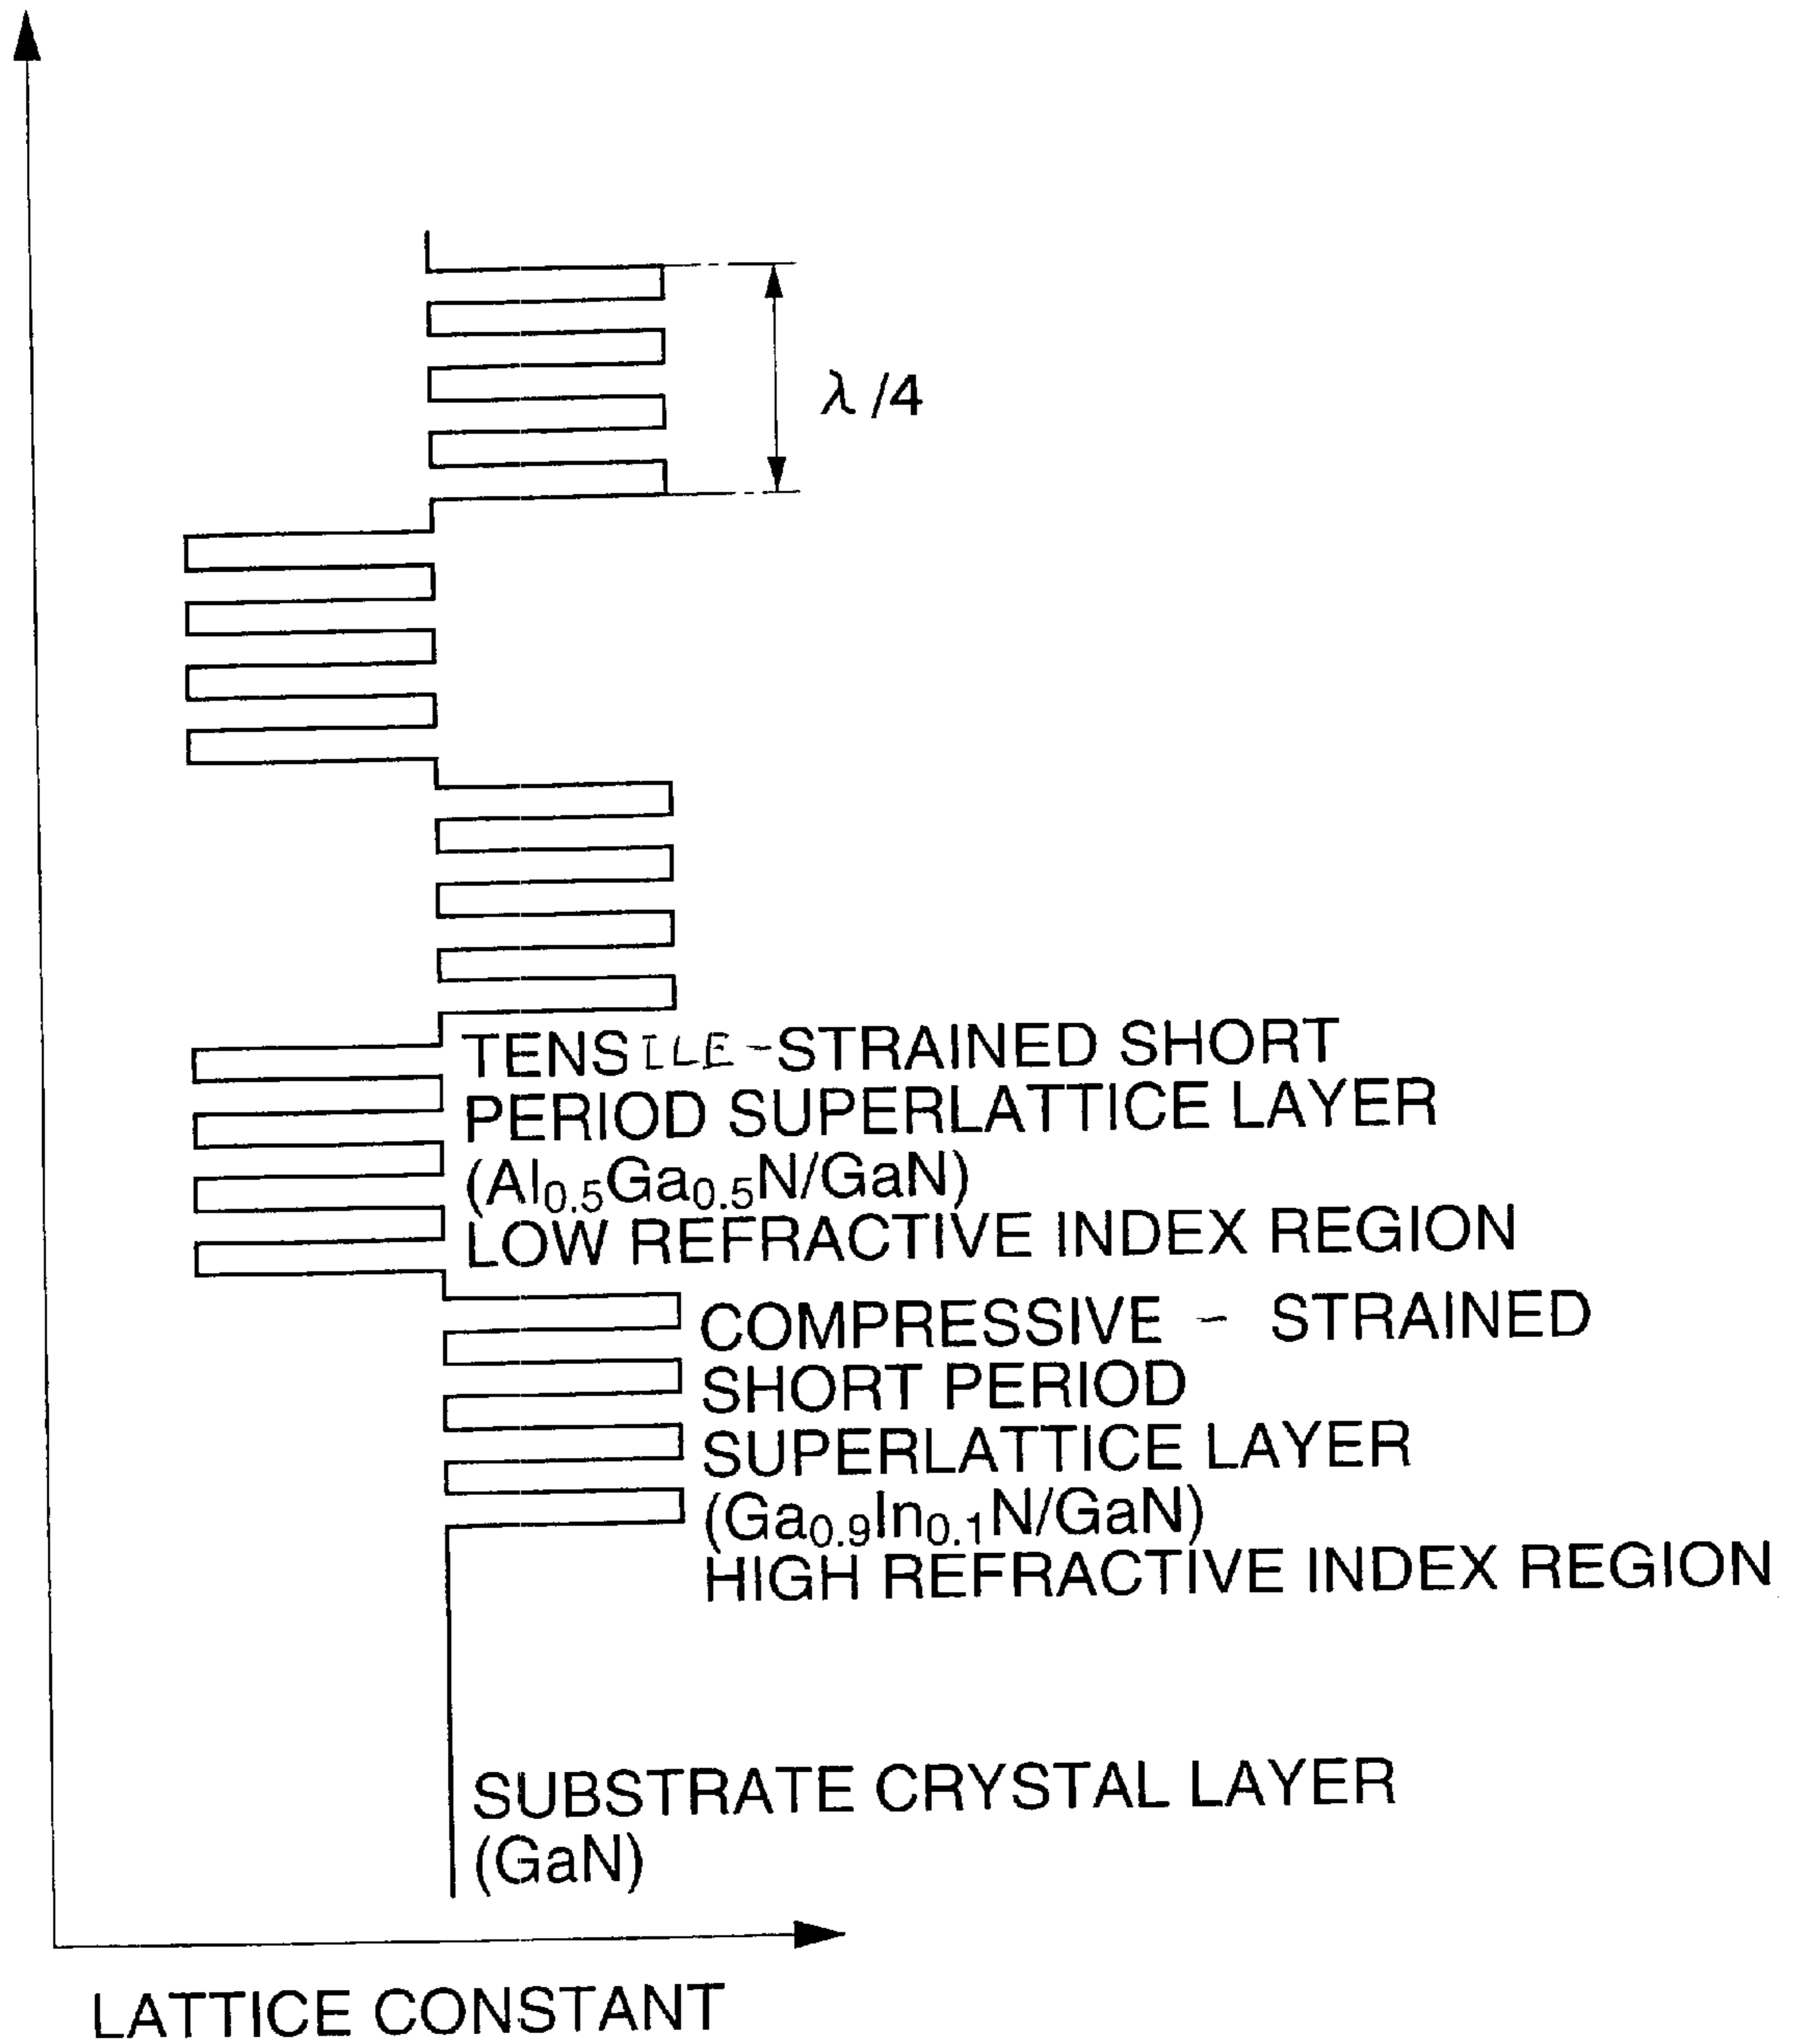 λ/4
TENSILE-STRAINED SHORT
PERIOD SUPERLATTICE LAYER
(Al₀.₅Ga₀.₅N/GaN)
LOW REFRACTIVE INDEX REGION
COMPRESSIVE - STRAINED
SHORT PERIOD
SUPERLATTICE LAYER
(Ga₀.₉In₀.₁N/GaN)
HIGH REFRACTIVE INDEX REGION
SUBSTRATE CRYSTAL LAYER
(GaN)
LATTICE CONSTANT